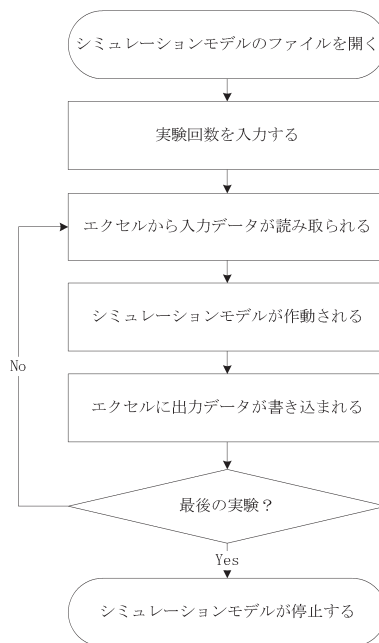 シミュレーションモデルのファイルを開く
実験回数を入力する
エクセルから入力データが読み取られる
シミュレーションモデルが作動される
No
エクセルに出力データが書き込まれる
最後の実験？
Yes
シミュレーションモデルが停止する